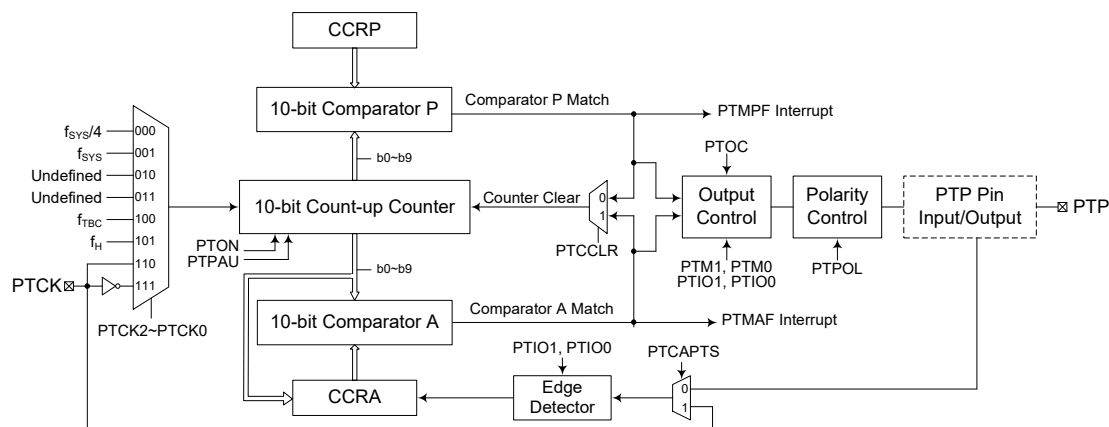 CCRP
10-bit Comparator P
Comparator P Match
PTMPF Interrupt
fSYS/4
000
fSYS
001
Undefined
010
Undefined
011
fTBC
100
fH
101
110
111
PTCK
PTCK2~PTCK0
b0~b9
10-bit Count-up Counter
PTON
PTPAU
Counter Clear
0
1
PTCCLR
PTOC
Output
Control
PTM1, PTM0
PTIO1, PTIO0
Polarity
Control
PTPOL
PTP Pin
Input/Output
PTP
b0~b9
10-bit Comparator A
Comparator A Match
PTMAF Interrupt
CCRA
PTIO1, PTIO0
Edge
Detector
PTCAPTS
0
1